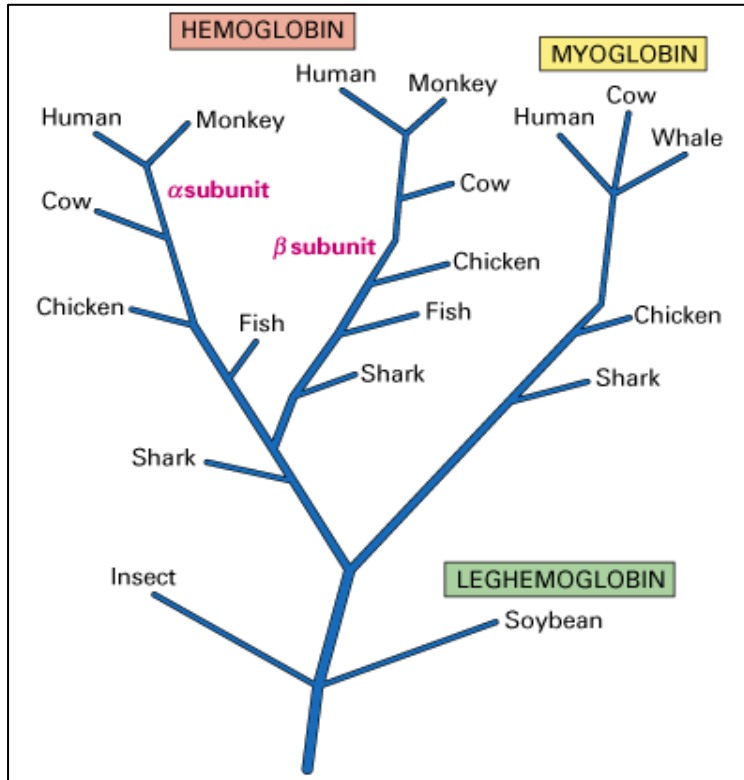 HEMOGLOBIN
MYOGLOBIN
Human
Monkey
Cow
Human
Monkey
Human
Whale
α subunit
Cow
Cow
β subunit
Chicken
Chicken
Fish
Fish
Chicken
Shark
Shark
Shark
Insect
LEGHEMOGLOBIN
Soybean